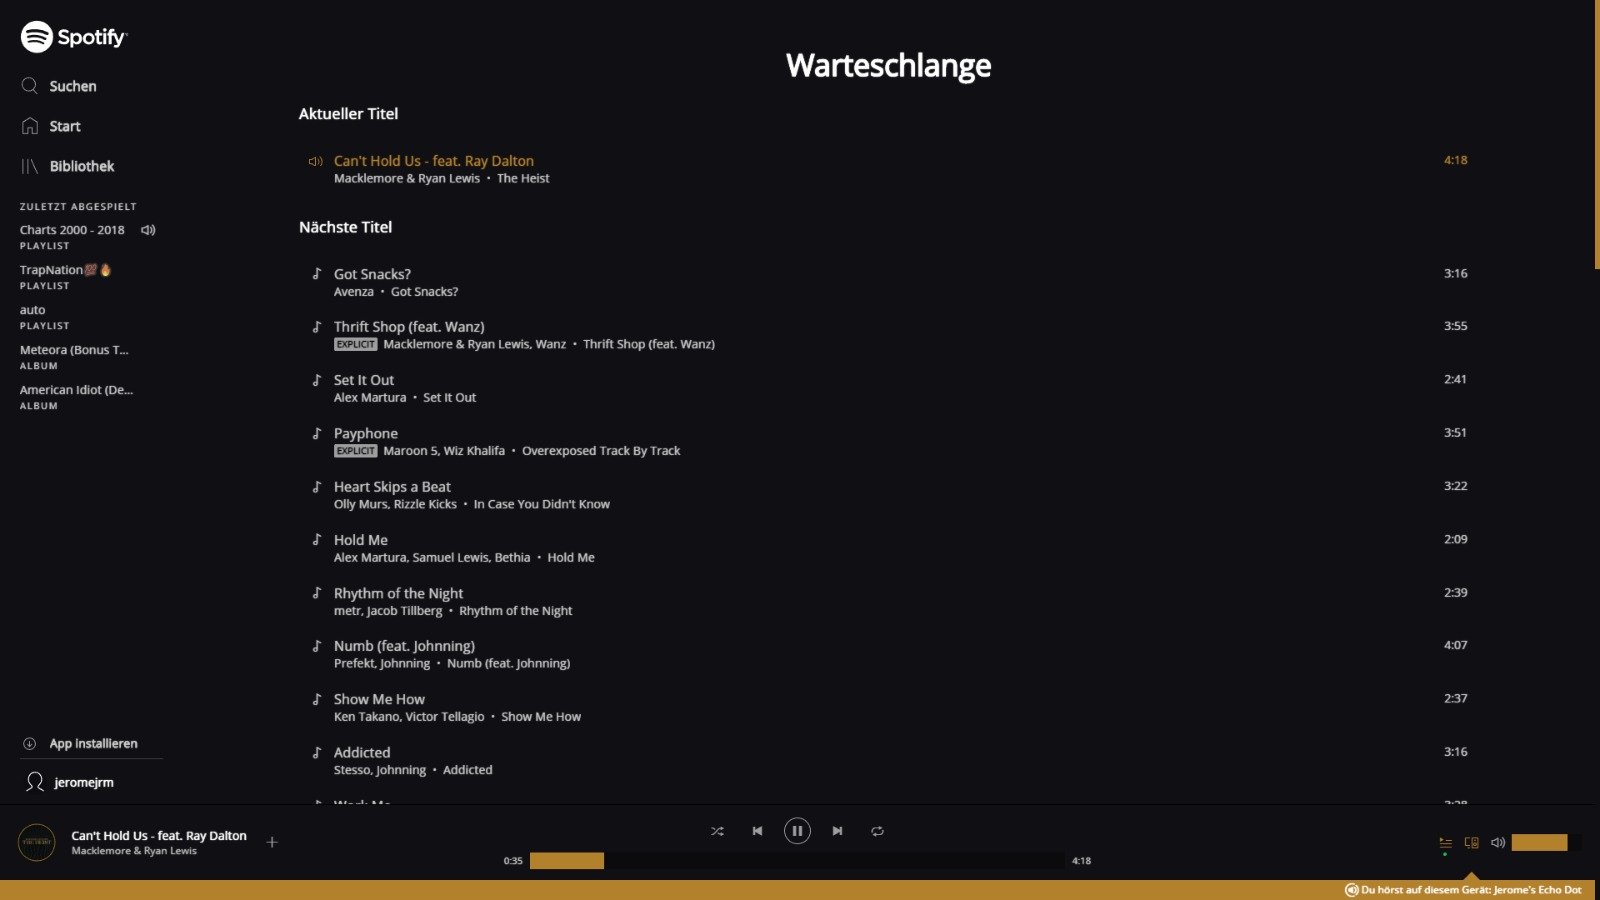 Spotify
Suchen
Start
Bibliothek
ZULETZT ABGESPIELT
Charts 2000 - 2018
PLAYLIST
TrapNation💯🔥
PLAYLIST
auto
PLAYLIST
Meteora (Bonus T...
ALBUM
American Idiot (De...
ALBUM
App installieren
jeromejrm
Warteschlange
Aktueller Titel
Can't Hold Us - feat. Ray Dalton 4:18
Macklemore & Ryan Lewis • The Heist
Nächste Titel
Got Snacks? 3:16
Avenza • Got Snacks?
Thrift Shop (feat. Wanz) 3:55
EXPLICIT Macklemore & Ryan Lewis, Wanz • Thrift Shop (feat. Wanz)
Set It Out 2:41
Alex Martura • Set It Out
Payphone 3:51
EXPLICIT Maroon 5, Wiz Khalifa • Overexposed Track By Track
Heart Skips a Beat 3:22
Olly Murs, Rizzle Kicks • In Case You Didn't Know
Hold Me 2:09
Alex Martura, Samuel Lewis, Bethia • Hold Me
Rhythm of the Night 2:39
metr, Jacob Tillberg • Rhythm of the Night
Numb (feat. Johnning) 4:07
Prefekt, Johnning • Numb (feat. Johnning)
Show Me How 2:37
Ken Takano, Victor Tellagio • Show Me How
Addicted 3:16
Stesso, Johnning • Addicted
Can't Hold Us - feat. Ray Dalton
Macklemore & Ryan Lewis
0:35 4:18
Du hörst auf diesem Gerät: Jerome's Echo Dot